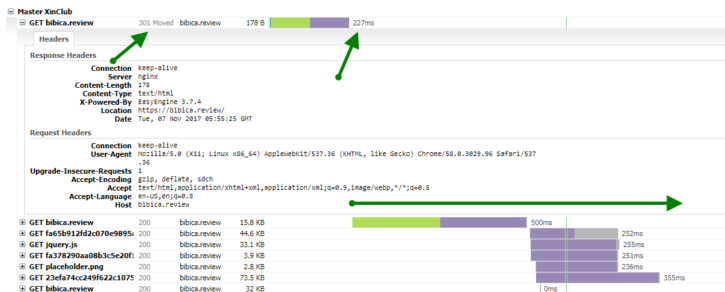 Master XinClub
GET bibica.review 301 Moved bibica.review 178 B 227ms
Headers
Response Headers
Connection keep-alive
Server nginx
Content-Length 178
Content-Type text/html
X-Powered-By EasyEngine 3.7.4
Location https://bibica.review/
Date Tue, 07 Nov 2017 05:55:25 GMT
Request Headers
Connection keep-alive
User-Agent Mozilla/5.0 (X11; Linux x86_64) AppleWebKit/537.36 (KHTML, like Gecko) Chrome/58.0.3029.96 Safari/537
.36
Upgrade-Insecure-Requests 1
Accept-Encoding gzip, deflate, sdch
Accept text/html,application/xhtml+xml,application/xml;q=0.9,image/webp,*/*;q=0.8
Accept-Language en-US,en;q=0.8
Host bibica.review
GET bibica.review 200 bibica.review 15.8 KB 500ms
GET fa65b912fd2c070e9895a 200 bibica.review 44.6 KB 252ms
GET jquery.js 200 bibica.review 33.1 KB 255ms
GET fa378290aa08b3c5e20f1 200 bibica.review 3.9 KB 251ms
GET placeholder.png 200 bibica.review 2.8 KB 236ms
GET 23efa74cc249f622c1075 200 bibica.review 73.5 KB 355ms
GET bibica.review 200 bibica.review 32 KB 0ms